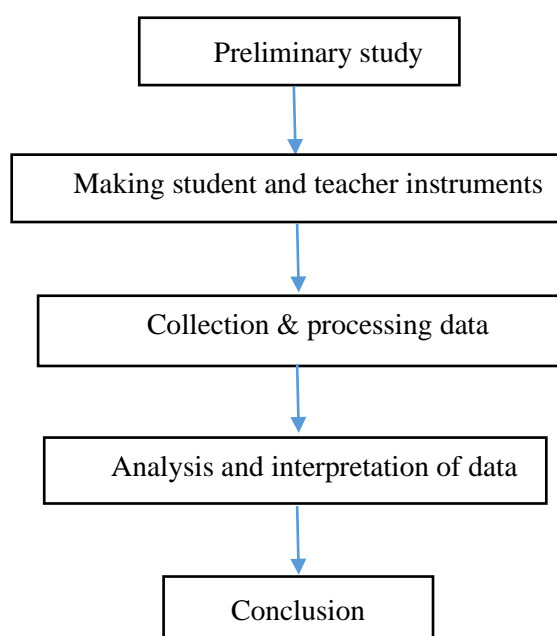 Preliminary study
Making student and teacher instruments
Collection & processing data
Analysis and interpretation of data
Conclusion